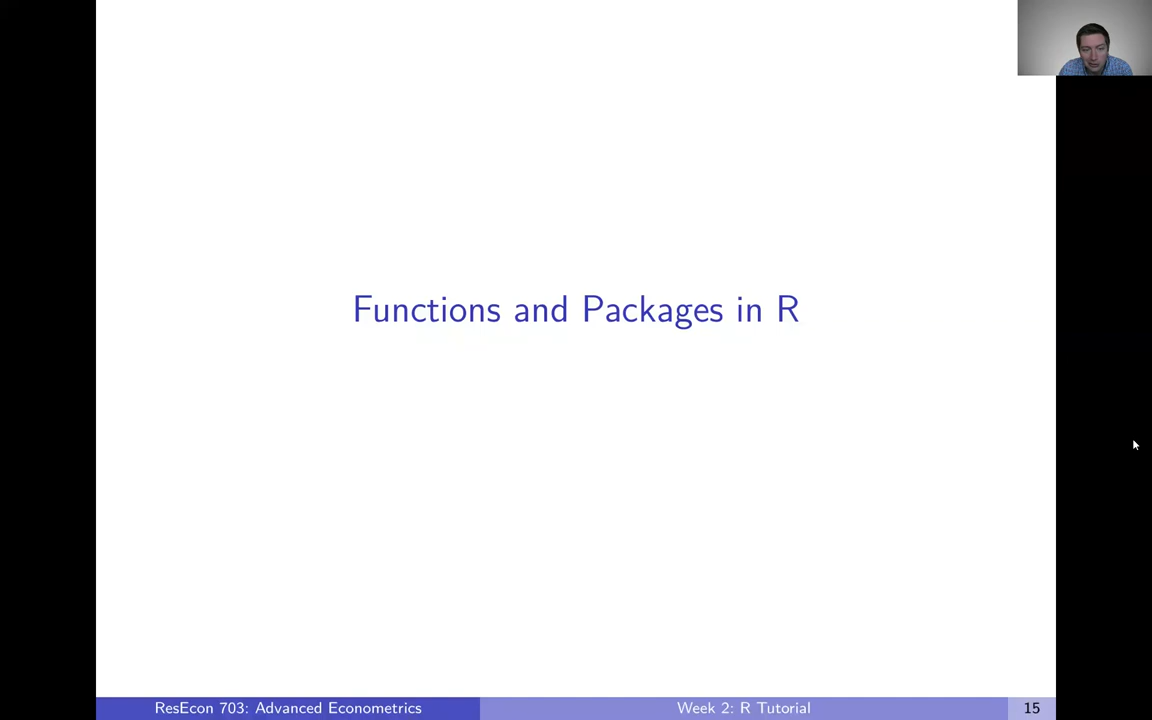 Functions and Packages in R
ResEcon 703: Advanced Econometrics
Week 2: R Tutorial
15